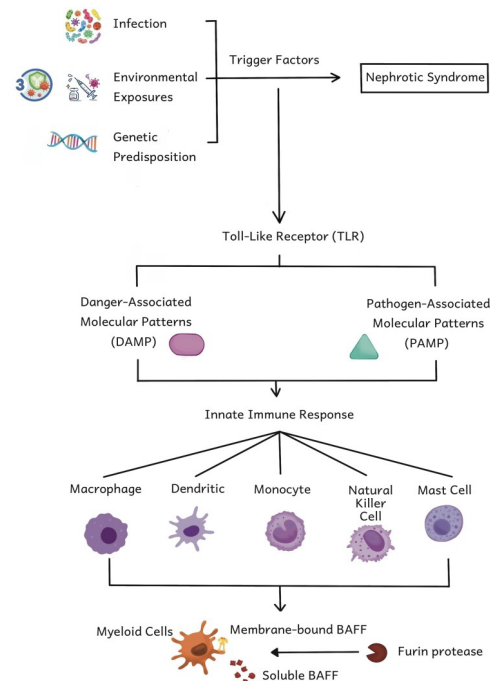 Infection
Trigger Factors
Nephrotic Syndrome
3
Environmental
Exposures
Genetic
Predisposition
Toll-Like Receptor (TLR)
Danger-Associated
Molecular Patterns
(DAMP)
Pathogen-Associated
Molecular Patterns
(PAMP)
Innate Immune Response
Macrophage
Dendritic
Monocyte
Natural
Killer
Cell
Mast Cell
Myeloid Cells
Membrane-bound BAFF
Furin protease
Soluble BAFF